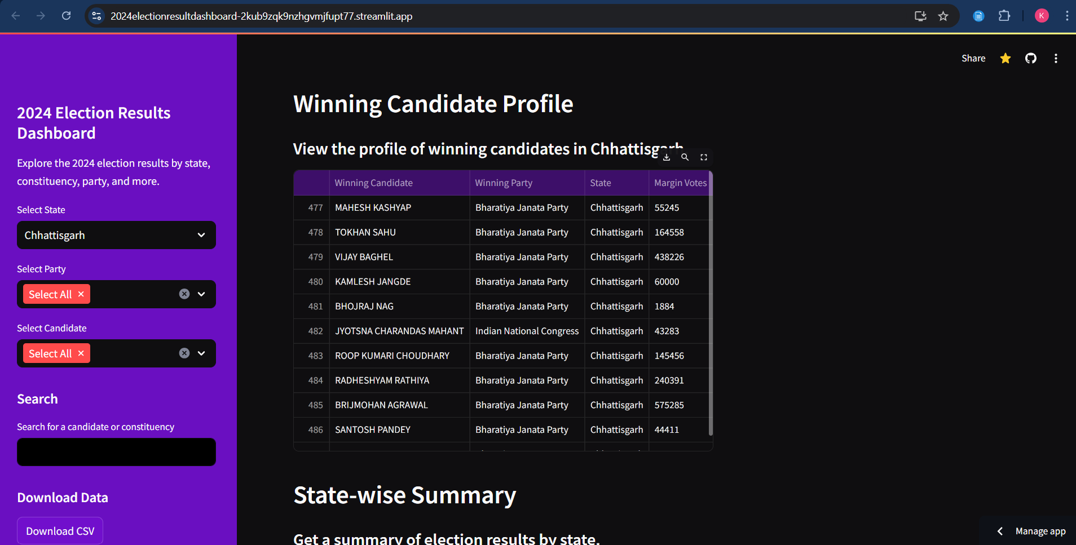 2024electionresultdashboard-2kub9zqk9nzhgvmjfupt77.streamlit.app
K
Share
2024 Election Results
Dashboard
Explore the 2024 election results by state,
constituency, party, and more.
Select State
Chhattisgarh
Select Party
Select All ×
Select Candidate
Select All ×
Search
Search for a candidate or constituency
Download Data
Download CSV
Winning Candidate Profile
View the profile of winning candidates in Chhattisgarh
Winning Candidate Winning Party State Margin Votes
477 MAHESH KASHYAP Bharatiya Janata Party Chhattisgarh 55245
478 TOKHAN SAHU Bharatiya Janata Party Chhattisgarh 164558
479 VIJAY BAGHEL Bharatiya Janata Party Chhattisgarh 438226
480 KAMLESH JANGDE Bharatiya Janata Party Chhattisgarh 60000
481 BHOJRAJ NAG Bharatiya Janata Party Chhattisgarh 1884
482 JYOTSNA CHARANDAS MAHANT Indian National Congress Chhattisgarh 43283
483 ROOP KUMARI CHOUDHARY Bharatiya Janata Party Chhattisgarh 145456
484 RADHESHYAM RATHIYA Bharatiya Janata Party Chhattisgarh 240391
485 BRIJMOHAN AGRAWAL Bharatiya Janata Party Chhattisgarh 575285
486 SANTOSH PANDEY Bharatiya Janata Party Chhattisgarh 44411
State-wise Summary
Get a summary of election results by state.
Manage app